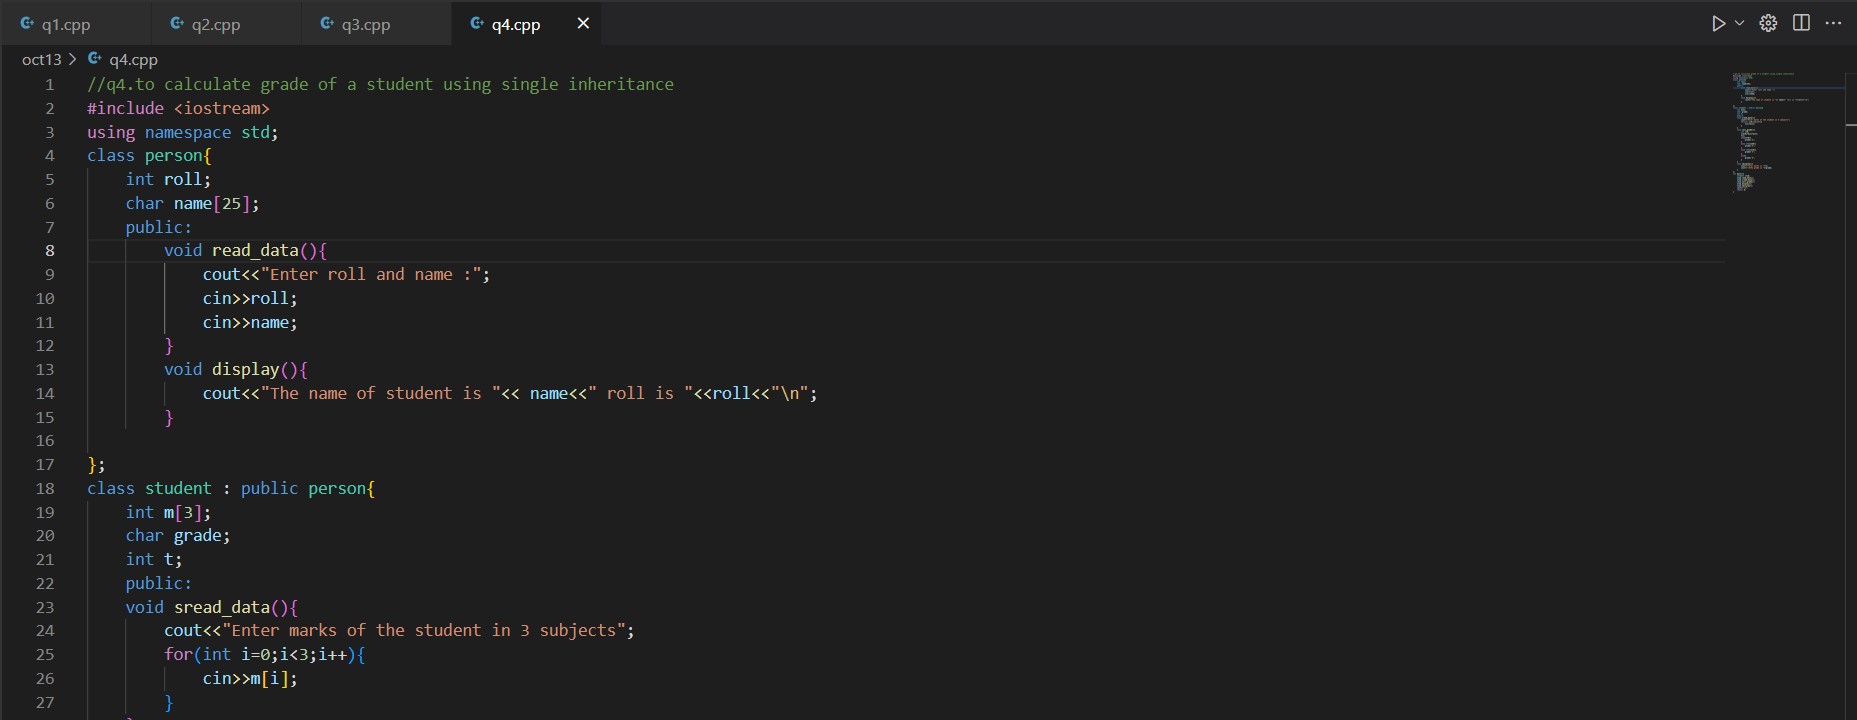 q1.cpp q2.cpp q3.cpp q4.cpp
oct13 > q4.cpp
1 //q4.to calculate grade of a student using single inheritance
2 #include <iostream>
3 using namespace std;
4 class person{
5     int roll;
6     char name[25];
7     public:
8         void read_data(){
9             cout<<"Enter roll and name :";
10             cin>>roll;
11             cin>>name;
12         }
13         void display(){
14             cout<<"The name of student is "<< name<<" roll is "<<roll<<"\n";
15         }
16
17 };
18 class student : public person{
19     int m[3];
20     char grade;
21     int t;
22     public:
23     void sread_data(){
24         cout<<"Enter marks of the student in 3 subjects";
25         for(int i=0;i<3;i++){
26             cin>>m[i];
27         }